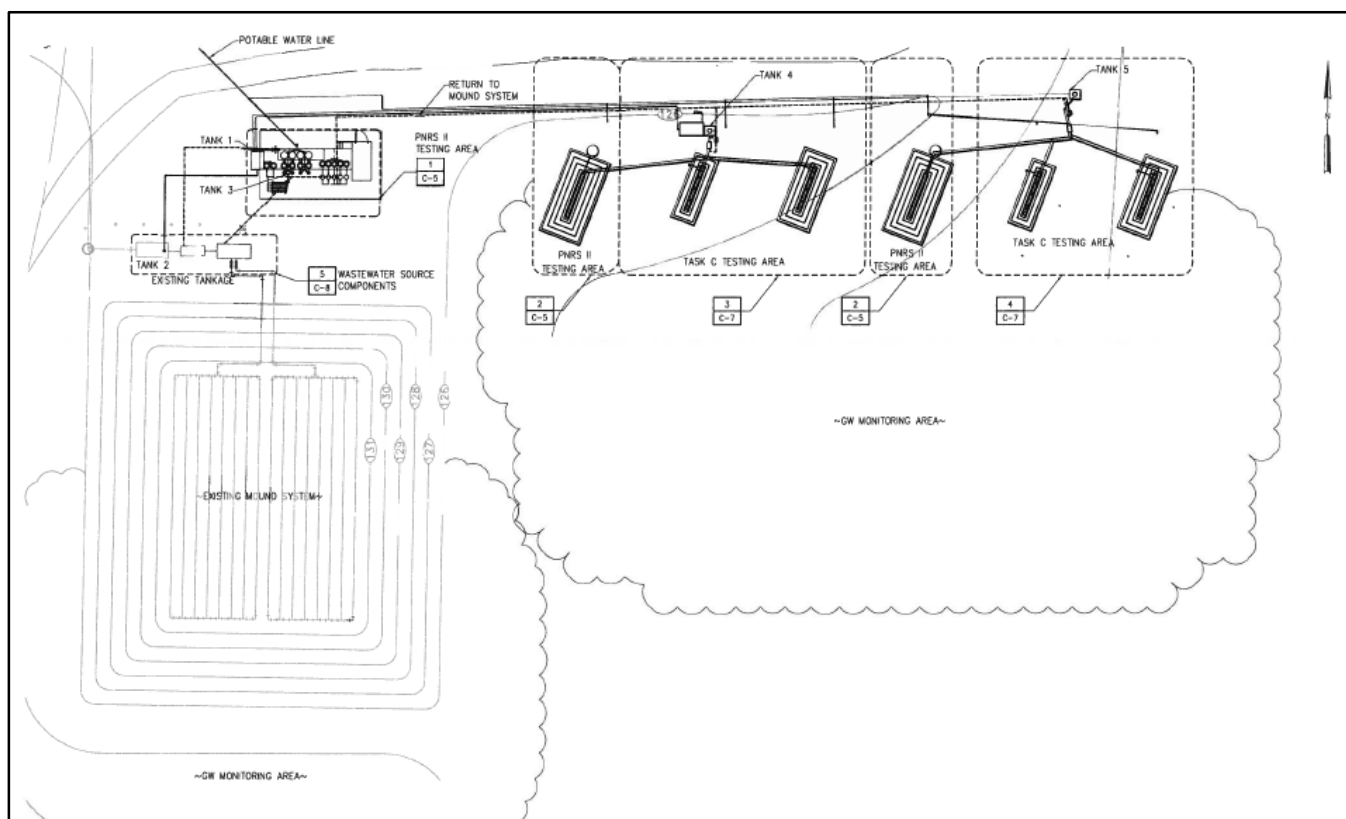 POTABLE WATER LINE
TANK 4
TANK 5
RETURN TO
MOUND SYSTEM
N
TANK 1
PNRS II
TESTING AREA
1
C-5
TANK 3
TANK 2
EXISTING TANKAGE
5
C-8
WASTEWATER SOURCE
COMPONENTS
PNRS II
TESTING AREA
TASK C TESTING AREA
PNRS II
TESTING AREA
TASK C TESTING AREA
2
C-5
3
C-7
2
C-5
4
C-7
130
128
126
131
129
127
~GW MONITORING AREA~
~EXISTING MOUND SYSTEM~
~GW MONITORING AREA~